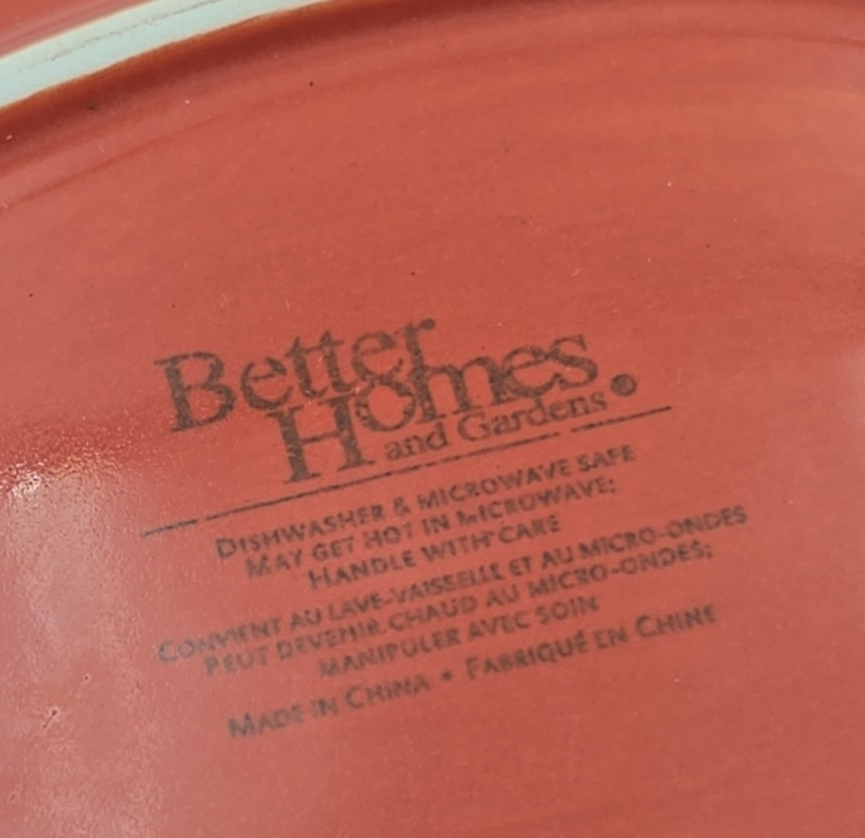 Better
Homes
and Gardens®
DISHWASHER & MICROWAVE SAFE
MAY GET HOT IN MICROWAVE;
HANDLE WITH CARE
CONVIENT AU LAVE-VAISSELLE ET AU MICRO-ONDES
PEUT DEVENIR CHAUD AU MICRO-ONDES;
MANIPULER AVEC SOIN
MADE IN CHINA • FABRIQUÉ EN CHINE